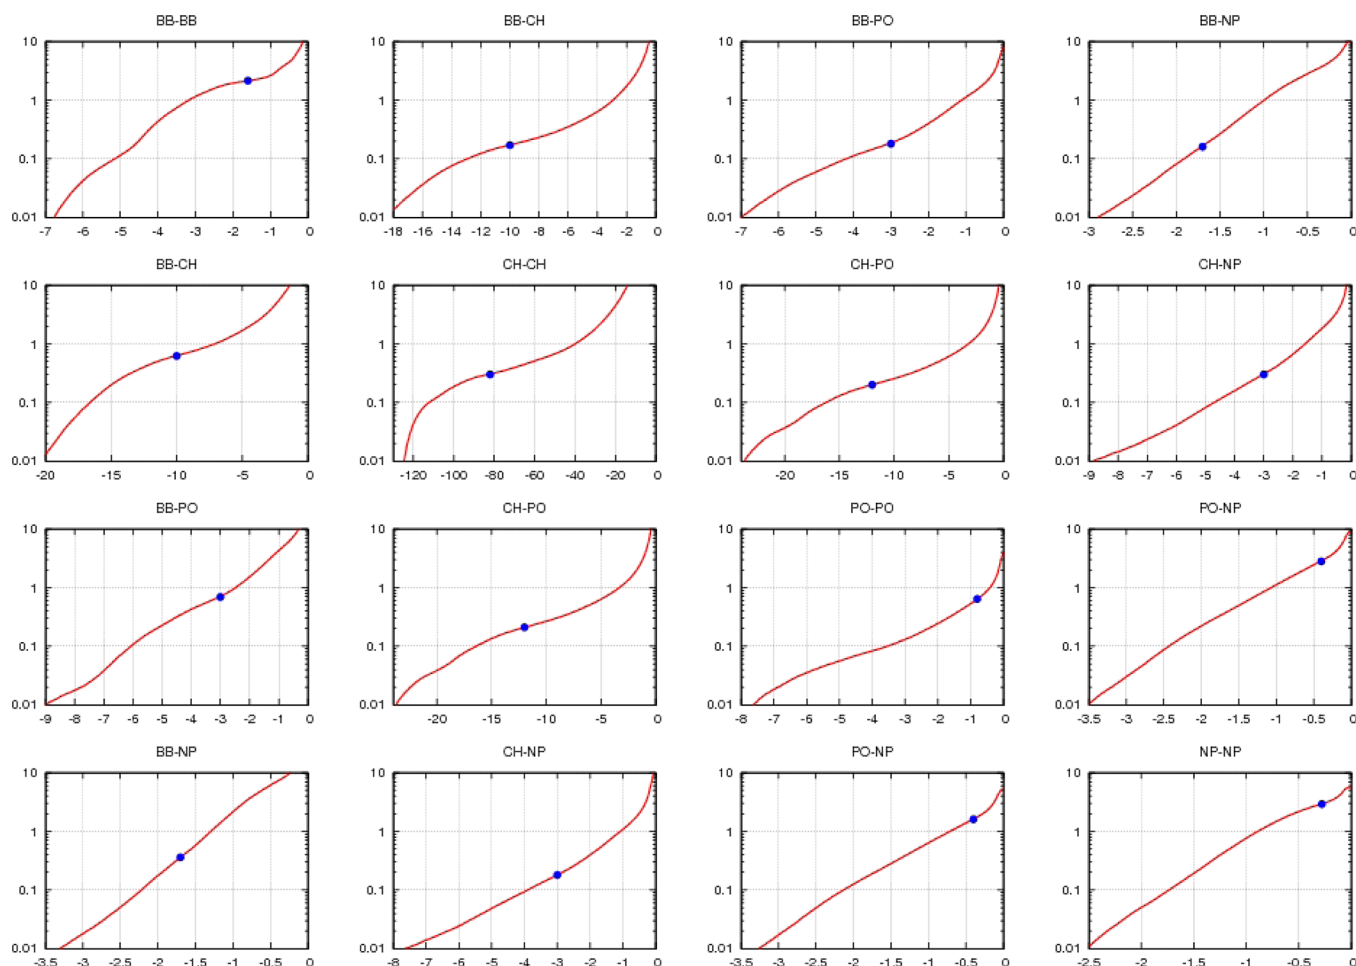 BB-BB BB-CH BB-PO BB-NP
10 10 10 10
1 1 1 1
0.1 0.1 0.1 0.1
0.01 0.01 0.01 0.01
-7 -6 -5 -4 -3 -2 -1 0 -18 -16 -14 -12 -10 -8 -6 -4 -2 0 -7 -6 -5 -4 -3 -2 -1 0 -3 -2.5 -2 -1.5 -1 -0.5 0
BB-CH CH-CH CH-PO CH-NP
10 10 10 10
1 1 1 1
0.1 0.1 0.1 0.1
0.01 0.01 0.01 0.01
-20 -15 -10 -5 0 -120 -100 -80 -60 -40 -20 0 -20 -15 -10 -5 0 -9 -8 -7 -6 -5 -4 -3 -2 -1 0
BB-PO CH-PO PO-PO PO-NP
10 10 10 10
1 1 1 1
0.1 0.1 0.1 0.1
0.01 0.01 0.01 0.01
-9 -8 -7 -6 -5 -4 -3 -2 -1 0 -20 -15 -10 -5 0 -8 -7 -6 -5 -4 -3 -2 -1 0 -3.5 -3 -2.5 -2 -1.5 -1 -0.5 0
BB-NP CH-NP PO-NP NP-NP
10 10 10 10
1 1 1 1
0.1 0.1 0.1 0.1
0.01 0.01 0.01 0.01
-3.5 -3 -2.5 -2 -1.5 -1 -0.5 0 -8 -7 -6 -5 -4 -3 -2 -1 0 -3.5 -3 -2.5 -2 -1.5 -1 -0.5 0 -2.5 -2 -1.5 -1 -0.5 0